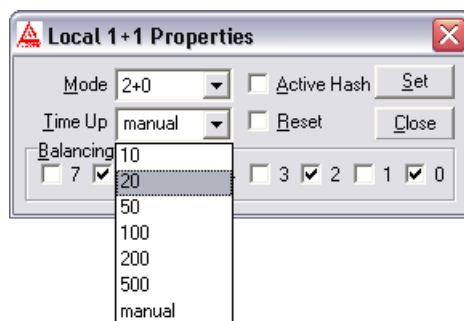 Local 1+1 Properties
Mode 2+0 Active Hash Set
Time Up manual Reset Close
Balancing
7 3 2 1 0
10
20
50
100
200
500
manual